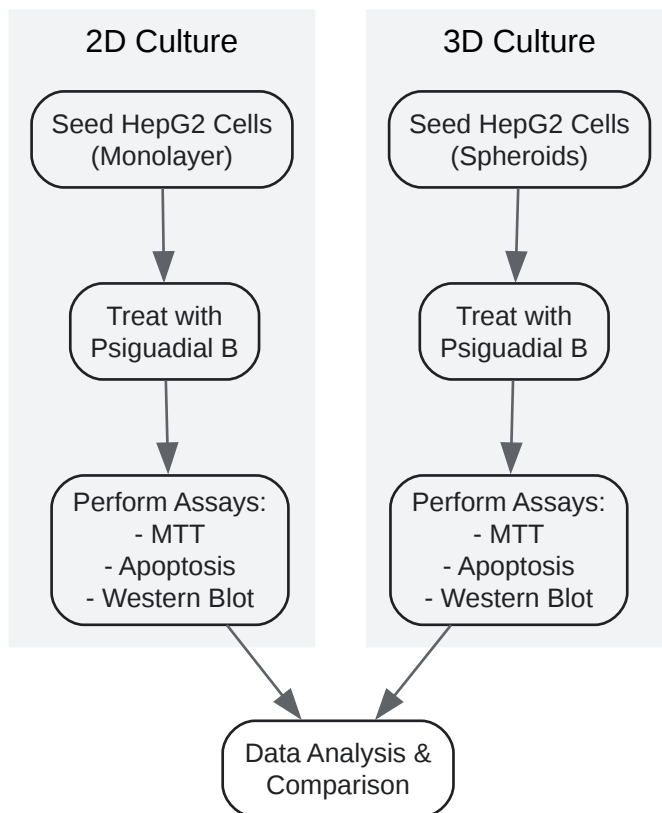 2D Culture
Seed HepG2 Cells
(Monolayer)
Treat with
Psiguadial B
Perform Assays:
- MTT
- Apoptosis
- Western Blot
3D Culture
Seed HepG2 Cells
(Spheroids)
Treat with
Psiguadial B
Perform Assays:
- MTT
- Apoptosis
- Western Blot
Data Analysis &
Comparison